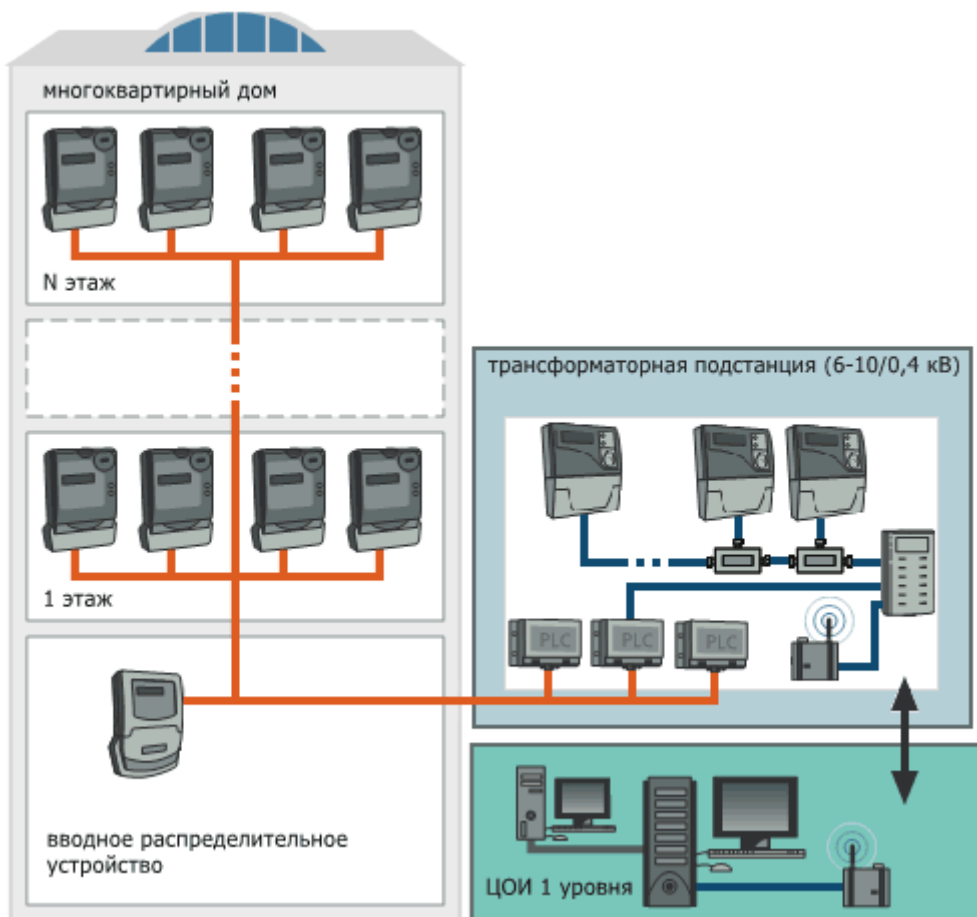 многоквартирный дом
N этаж
трансформаторная подстанция (6-10/0,4 кВ)
1 этаж
PLC
PLC
PLC
вводное распределительное
устройство
ЦОИ 1 уровня